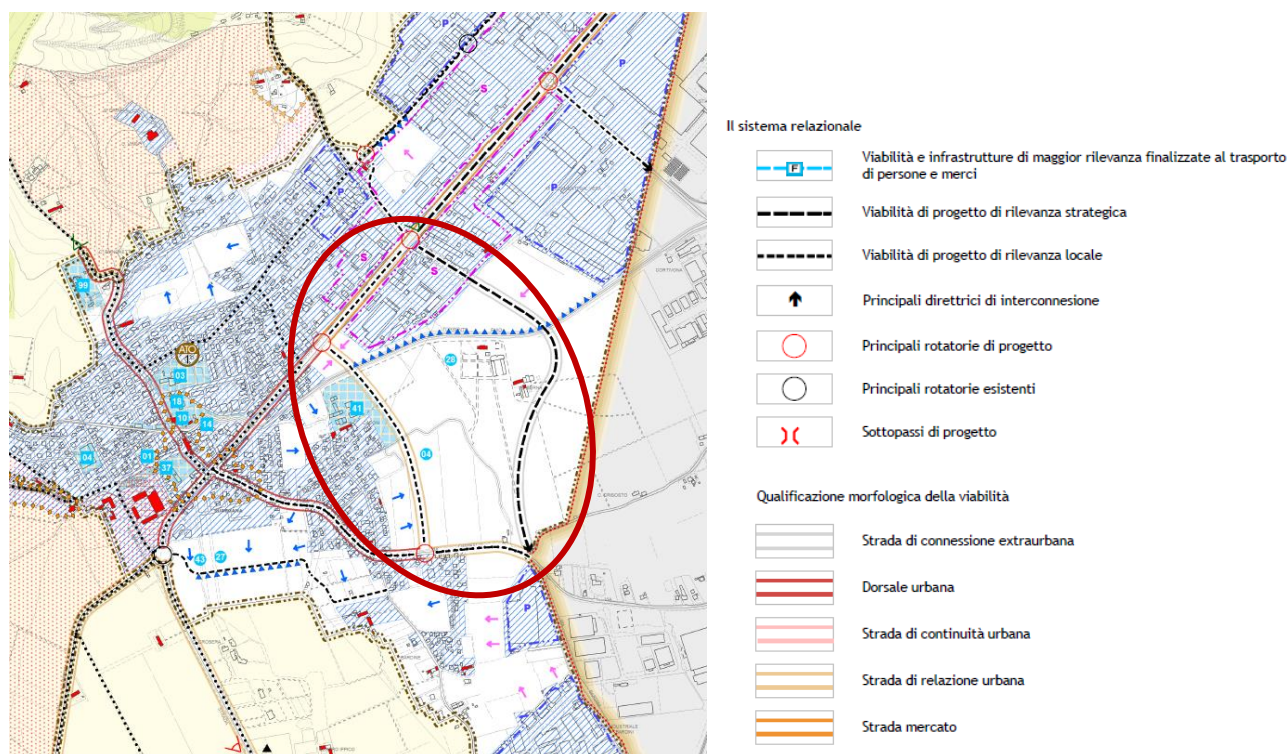 P
P
S
P
P
S
S
CORTIVONA
99
ATO
03
18
10
14
04
01
37
41
28
04
43
27
P
Il sistema relazionale
F
Viabilità e infrastrutture di maggior rilevanza finalizzate al trasporto
di persone e merci
Viabilità di progetto di rilevanza strategica
Viabilità di progetto di rilevanza locale
Principali direttrici di interconnesione
Principali rotatorie di progetto
Principali rotatorie esistenti
Sottopassi di progetto
Qualificazione morfologica della viabilità
Strada di connessione extraurbana
Dorsale urbana
Strada di continuità urbana
Strada di relazione urbana
Strada mercato